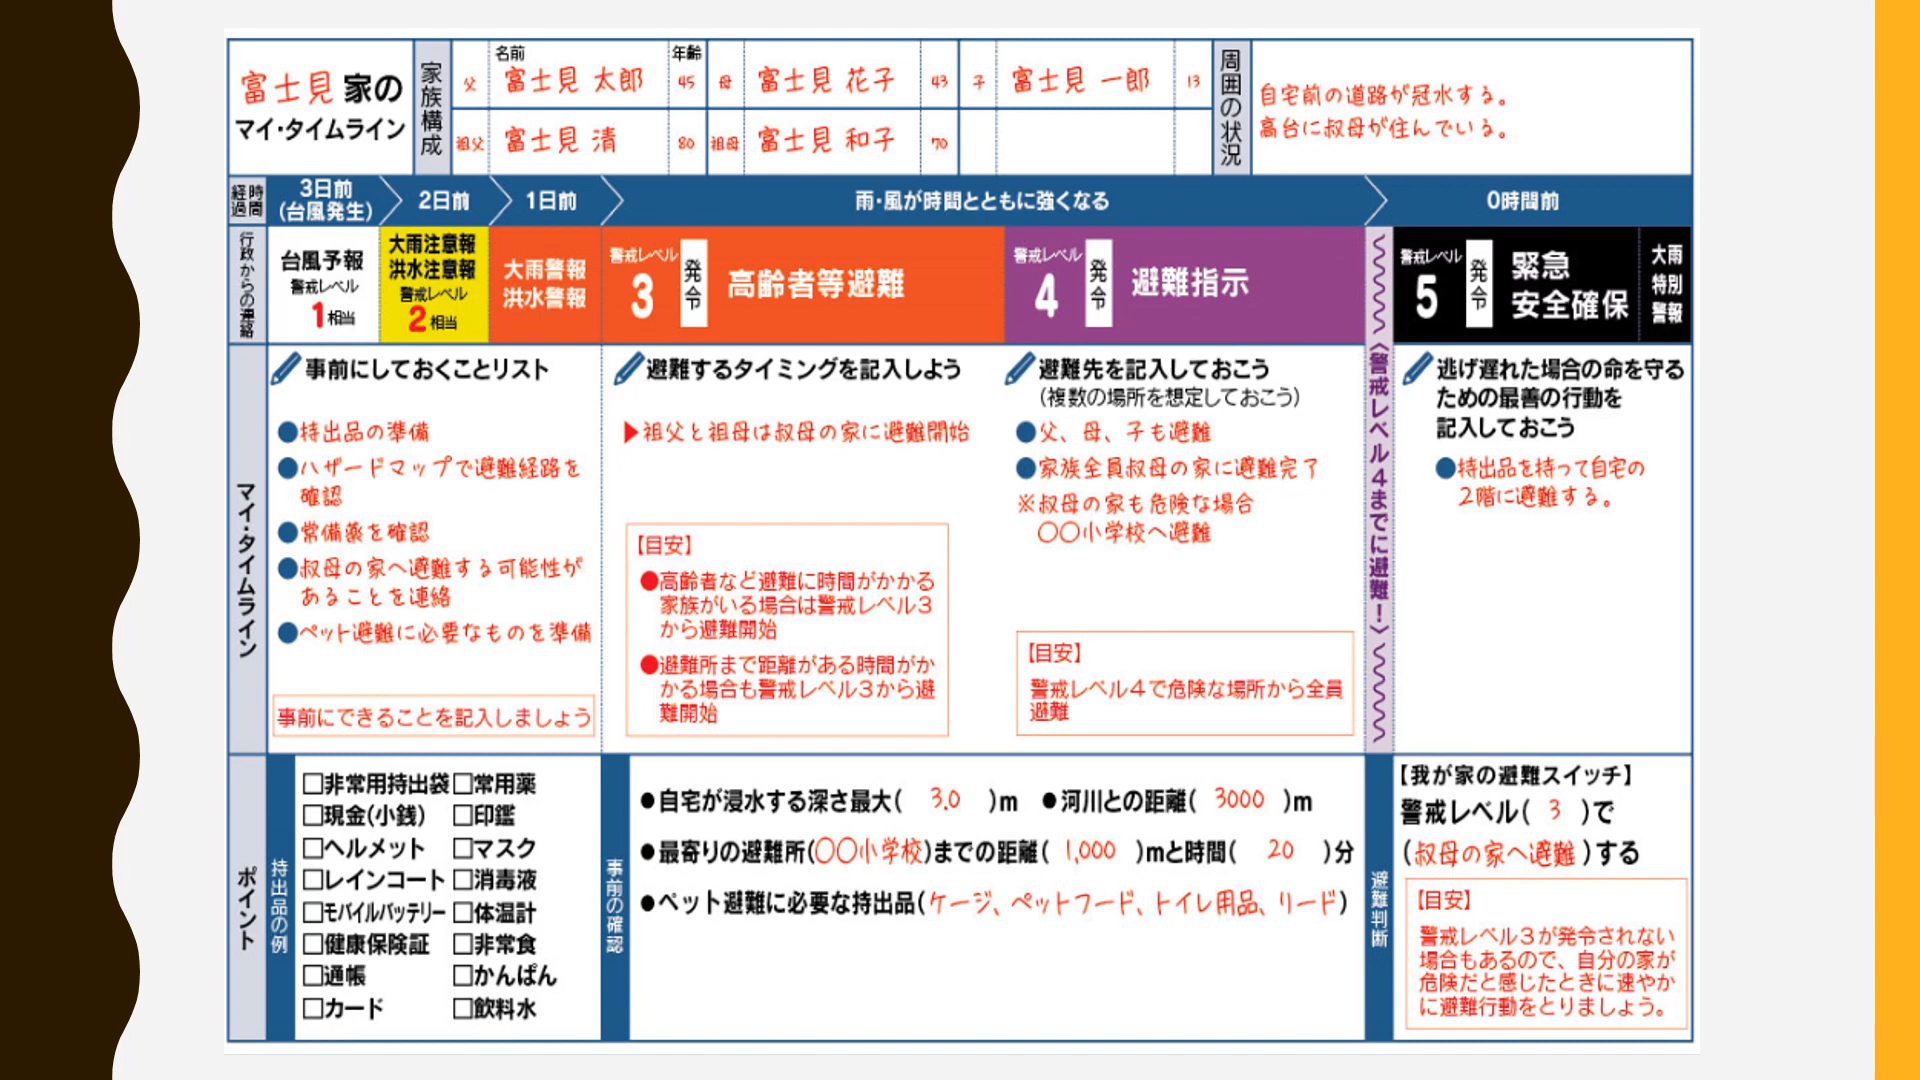 富士見 家の
マイ・タイムライン
家族構成
名前
年齢
父 富士見 太郎 45 母 富士見 花子 43 子 富士見 一郎 13
祖父 富士見 清 80 祖母 富士見 和子 70
周囲の状況
自宅前の道路が冠水する。
高台に叔母が住んでいる。
時間経過
3日前
(台風発生)
2日前
1日前
雨・風が時間とともに強くなる
0時間前
行政からの連絡
台風予報
警戒レベル
1相当
大雨注意報
洪水注意報
警戒レベル
2相当
大雨警報
洪水警報
警戒レベル
3
発令
高齢者等避難
警戒レベル
4
発令
避難指示
警戒レベル
5
発令
緊急
安全確保
大雨
特別
警報
マイ・タイムライン
事前にしておくことリスト
●持出品の準備
●ハザードマップで避難経路を
確認
●常備薬を確認
●叔母の家へ避難する可能性が
あることを連絡
●ペット避難に必要なものを準備
事前にできることを記入しましょう
避難するタイミングを記入しよう
▶祖父と祖母は叔母の家に避難開始
【目安】
●高齢者など避難に時間がかかる
家族がいる場合は警戒レベル3
から避難開始
●避難所まで距離がある時間がか
かる場合も警戒レベル3から避
難開始
避難先を記入しておこう
(複数の場所を想定しておこう)
●父、母、子も避難
●家族全員叔母の家に避難完了
※叔母の家も危険な場合
〇〇小学校へ避難
【目安】
警戒レベル4で危険な場所から全員
避難
〈警戒レベル4までに避難!〉
逃げ遅れた場合の命を守る
ための最善の行動を
記入しておこう
●持出品を持って自宅の
2階に避難する。
ポイント
持出品の例
□非常用持出袋 □常用薬
□現金(小銭) □印鑑
□ヘルメット □マスク
□レインコート □消毒液
□モバイルバッテリー □体温計
□健康保険証 □非常食
□通帳 □かんぱん
□カード □飲料水
事前の確認
●自宅が浸水する深さ最大( 3.0 )m ●河川との距離( 3000 )m
●最寄りの避難所(〇〇小学校)までの距離( 1,000 )mと時間( 20 )分
●ペット避難に必要な持出品(ケージ、ペットフード、トイレ用品、リード)
避難判断
【我が家の避難スイッチ】
警戒レベル( 3 )で
(叔母の家へ避難)する
【目安】
警戒レベル3が発令されない
場合もあるので、自分の家が
危険だと感じたときに速やか
に避難行動をとりましょう。